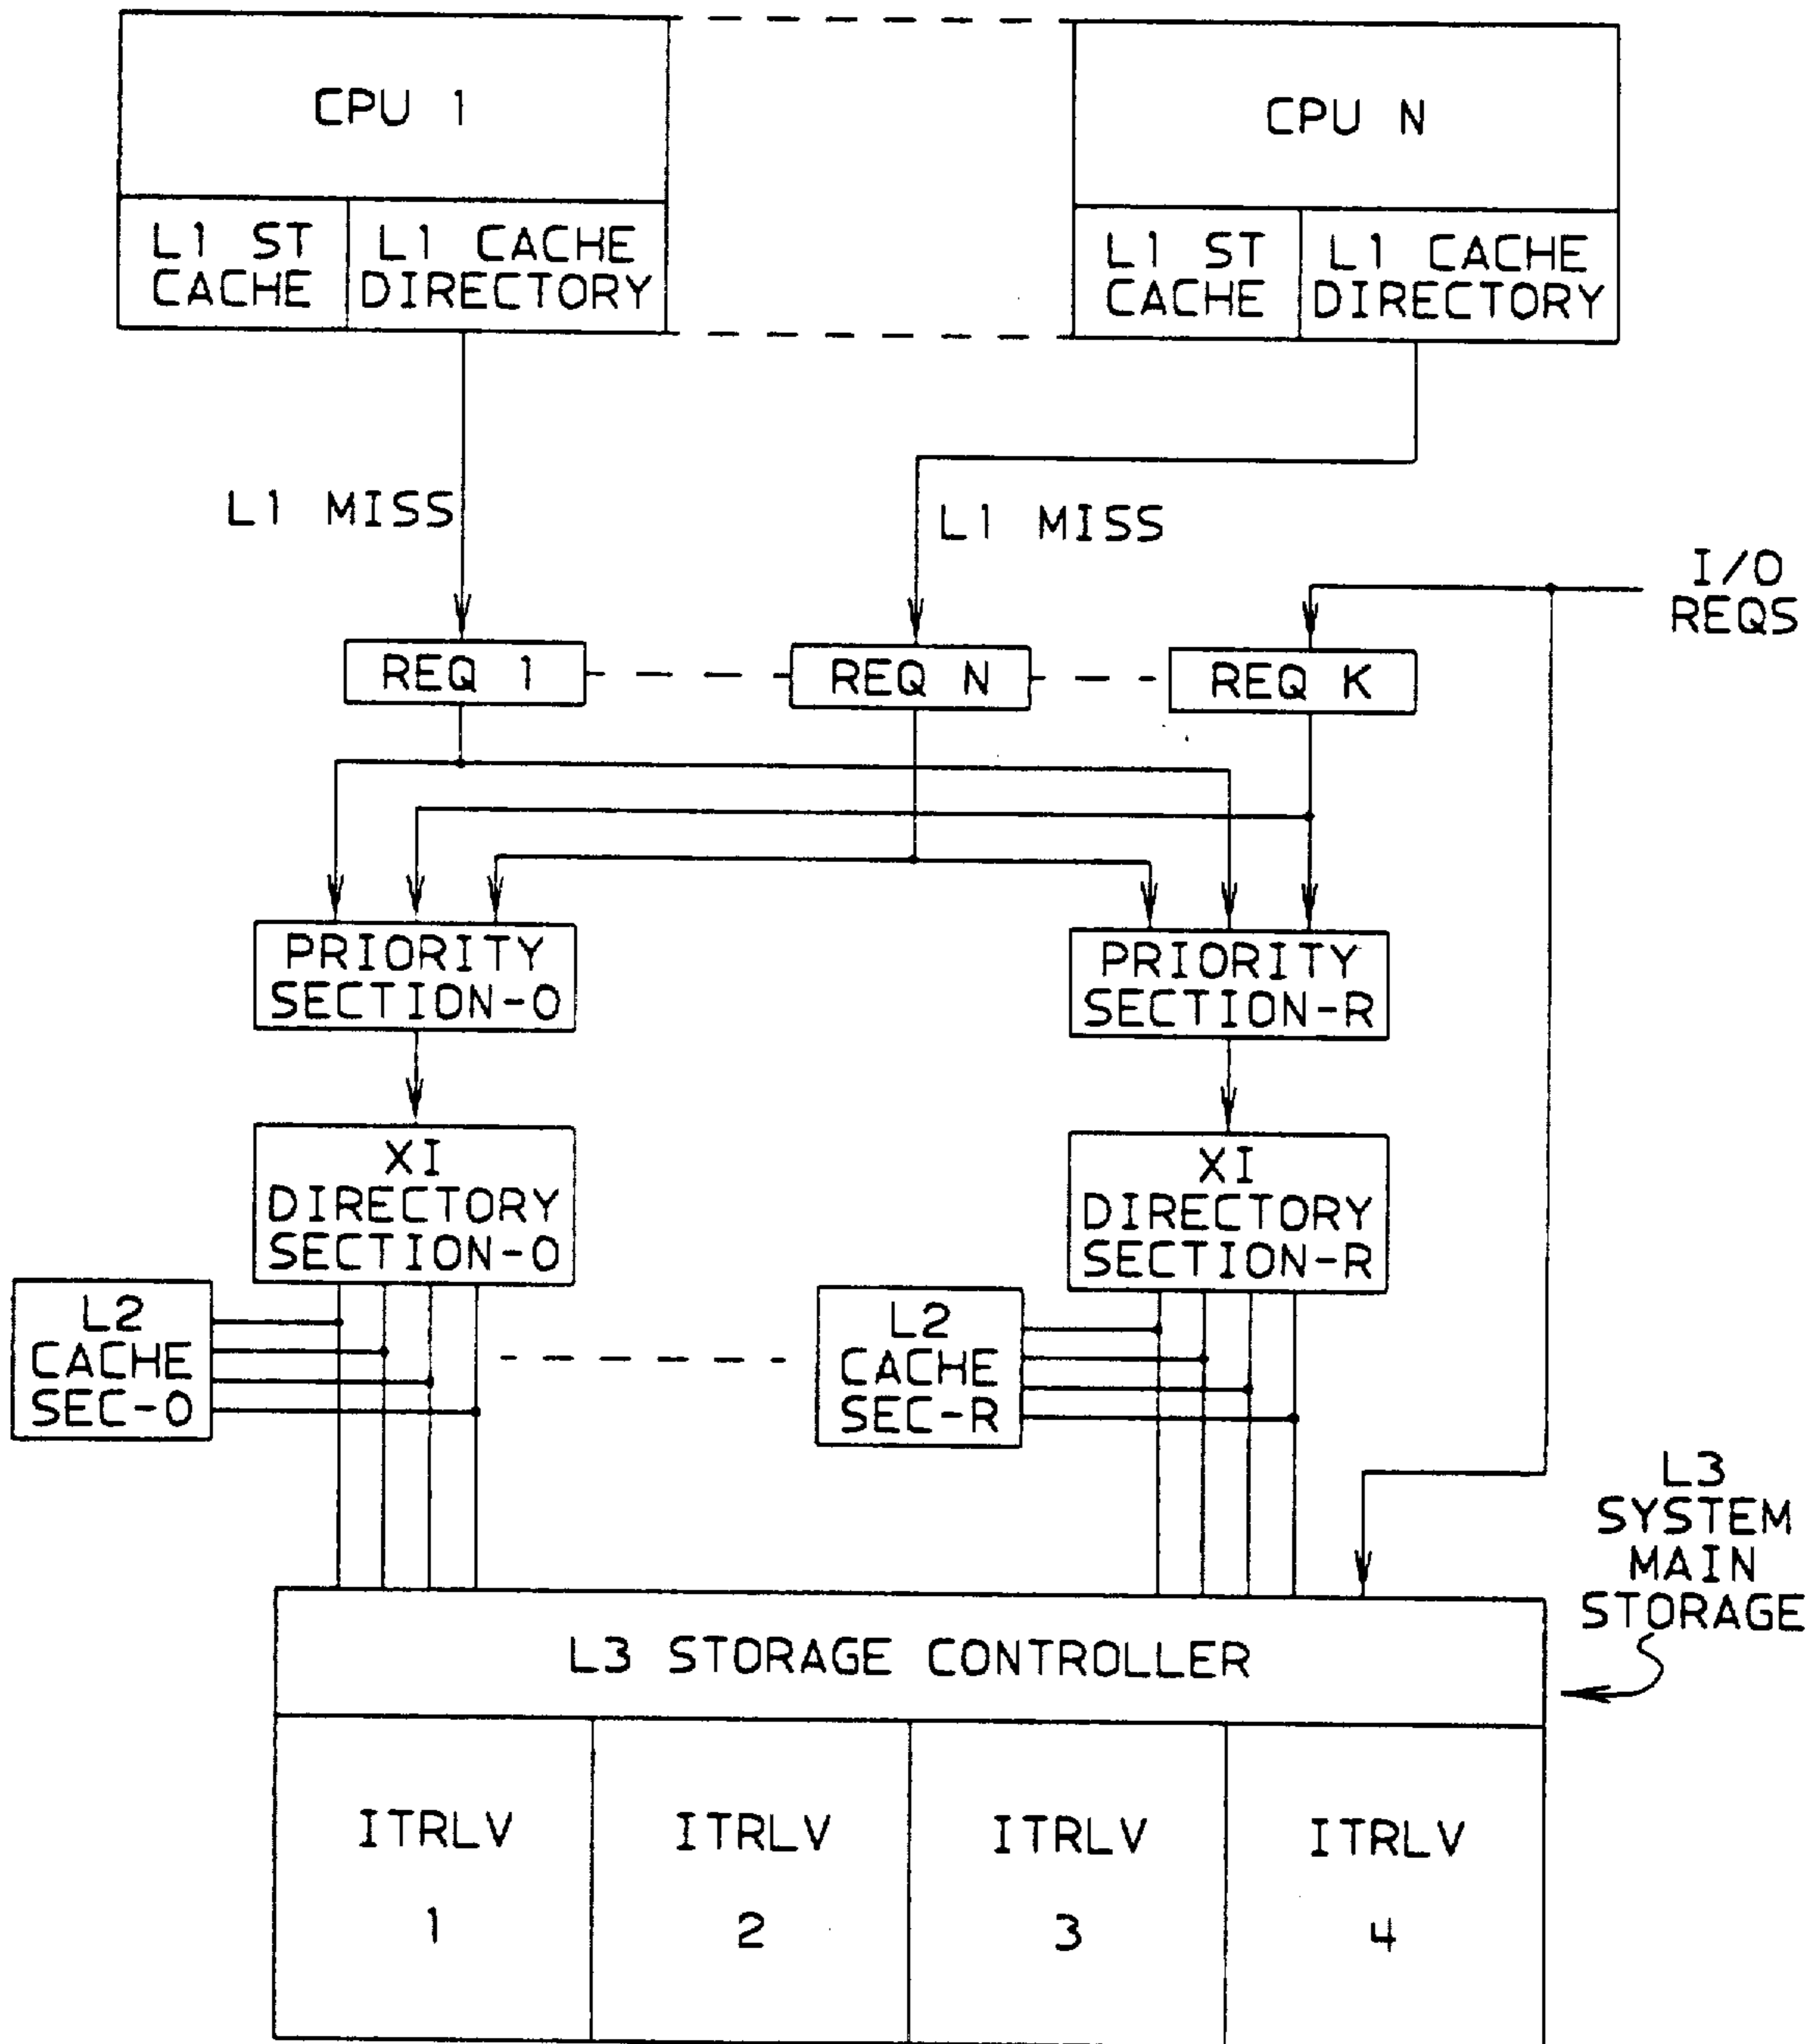 CPU 1
CPU N
L1 ST
CACHE
L1 CACHE
DIRECTORY
L1 ST
CACHE
L1 CACHE
DIRECTORY
L1 MISS
L1 MISS
I/O
REQS
REQ 1
REQ N
REQ K
PRIORITY
SECTION-0
PRIORITY
SECTION-R
XI
DIRECTORY
SECTION-0
XI
DIRECTORY
SECTION-R
L2
CACHE
SEC-0
L2
CACHE
SEC-R
L3
SYSTEM
MAIN
STORAGE
L3 STORAGE CONTROLLER
ITRLV
1
ITRLV
2
ITRLV
3
ITRLV
4